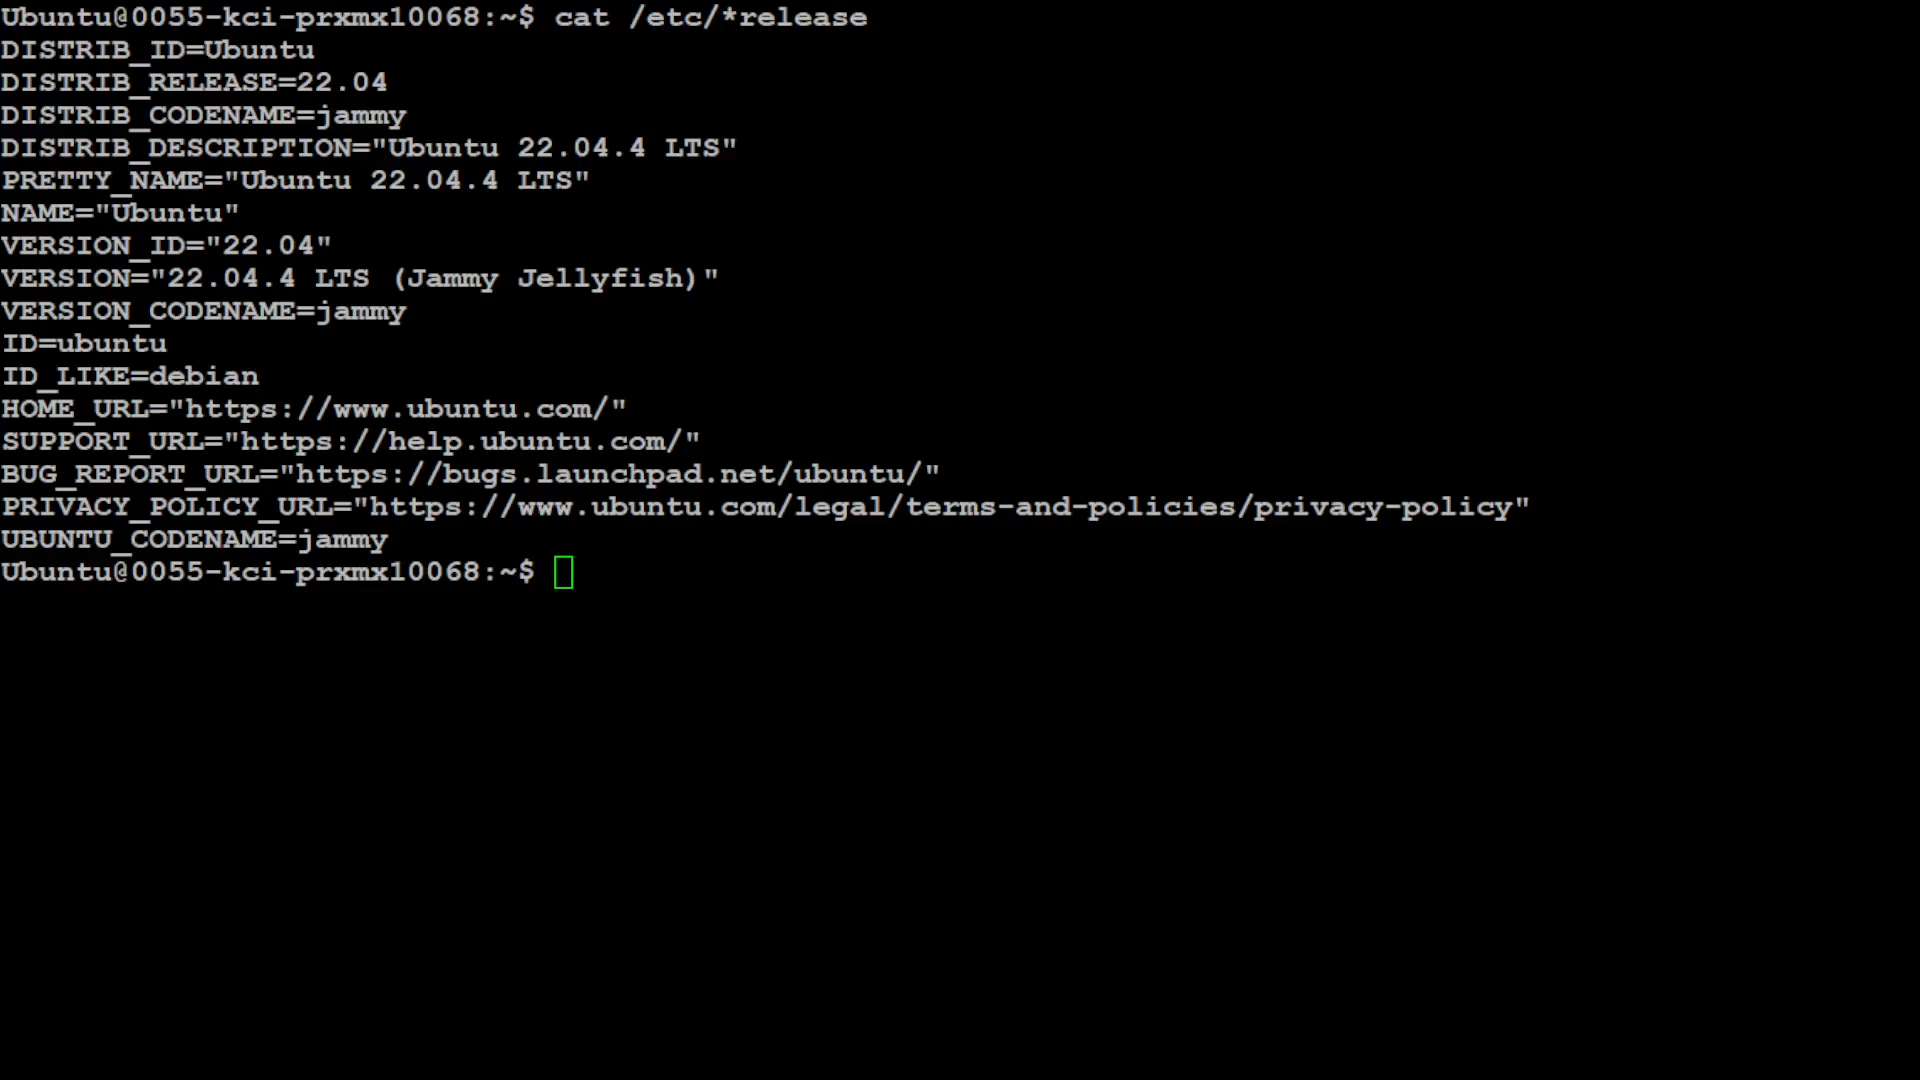 Ubuntu@0055-kci-prxmx10068:~$ cat /etc/*release
DISTRIB_ID=Ubuntu
DISTRIB_RELEASE=22.04
DISTRIB_CODENAME=jammy
DISTRIB_DESCRIPTION="Ubuntu 22.04.4 LTS"
PRETTY_NAME="Ubuntu 22.04.4 LTS"
NAME="Ubuntu"
VERSION_ID="22.04"
VERSION="22.04.4 LTS (Jammy Jellyfish)"
VERSION_CODENAME=jammy
ID=ubuntu
ID_LIKE=debian
HOME_URL="https://www.ubuntu.com/"
SUPPORT_URL="https://help.ubuntu.com/"
BUG_REPORT_URL="https://bugs.launchpad.net/ubuntu/"
PRIVACY_POLICY_URL="https://www.ubuntu.com/legal/terms-and-policies/privacy-policy"
UBUNTU_CODENAME=jammy
Ubuntu@0055-kci-prxmx10068:~$